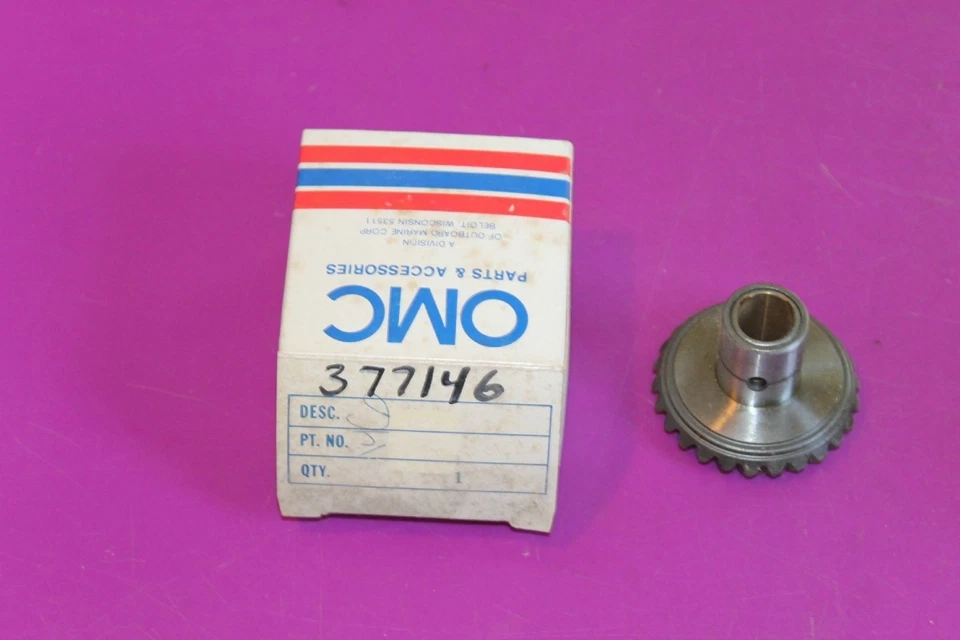 BELOIT, WISCONSIN 53511
OF OUTBOARD MARINE CORP
A DIVISION
PARTS & ACCESSORIES
OMC
377146
DESC.
PT. NO.
QTY. 1